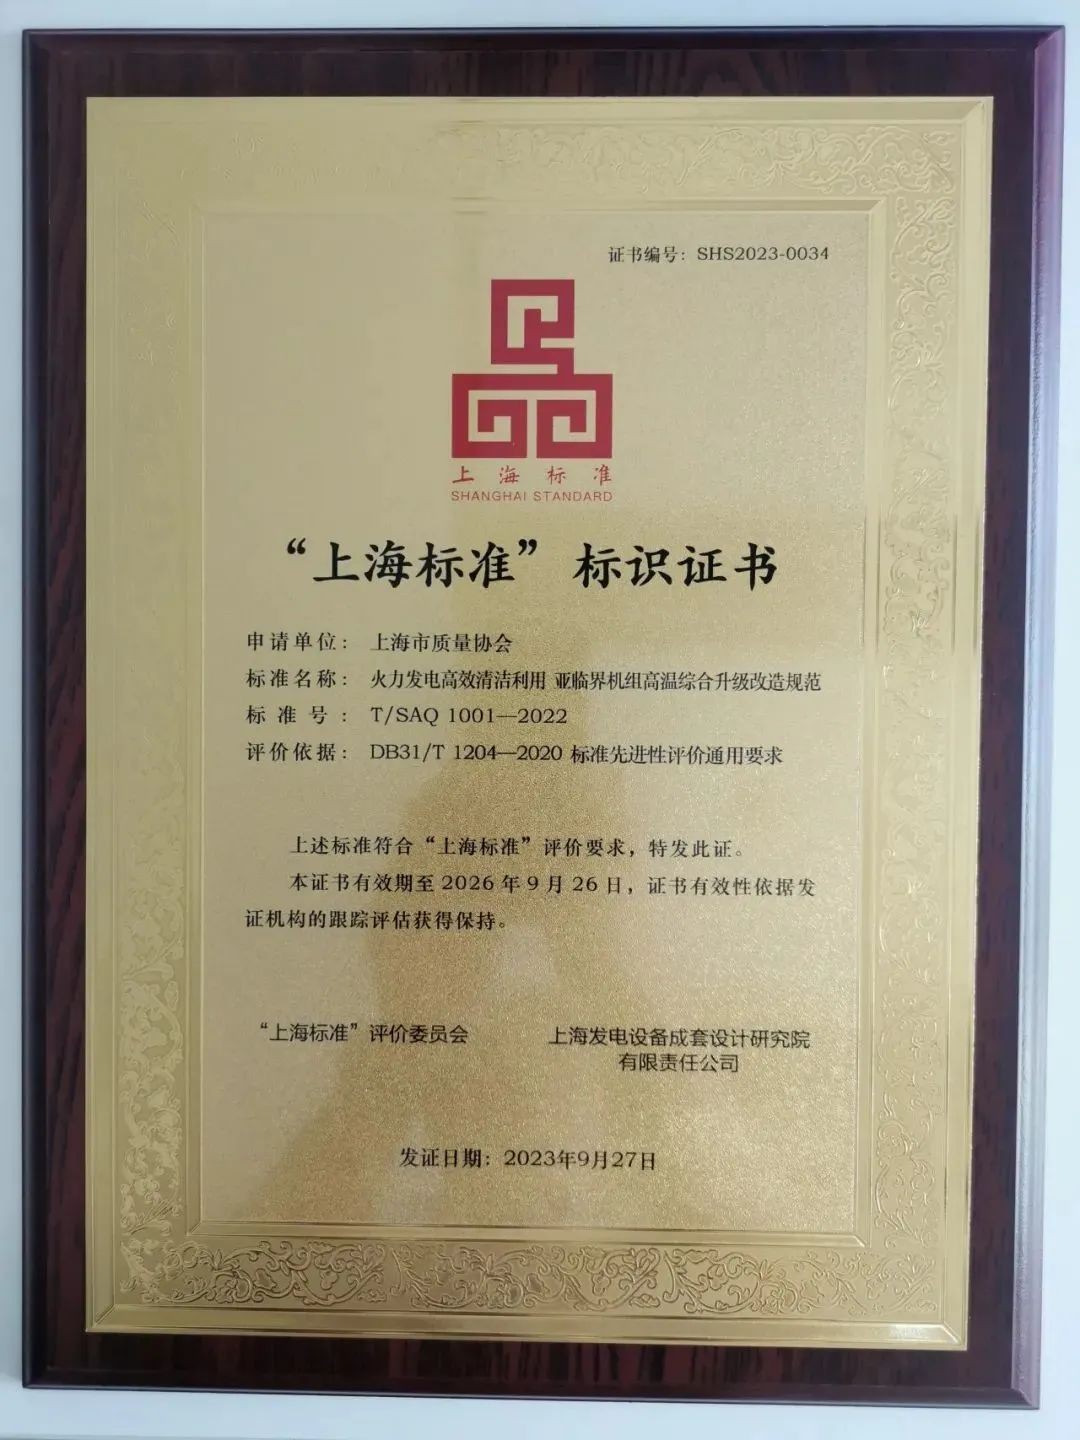 证书编号：SHS2023-0034
上海标准
SHANGHAI STANDARD
“上海标准”标识证书
申请单位：上海市质量协会
标准名称：火力发电高效清洁利用 亚临界机组高温综合升级改造规范
标准号：T/SAQ 1001—2022
评价依据：DB31/T 1204—2020 标准先进性评价通用要求
上述标准符合“上海标准”评价要求，特发此证。
本证书有效期至2026年9月26日，证书有效性依据发
证机构的跟踪评估获得保持。
“上海标准”评价委员会
上海发电设备成套设计研究院
有限责任公司
发证日期：2023年9月27日